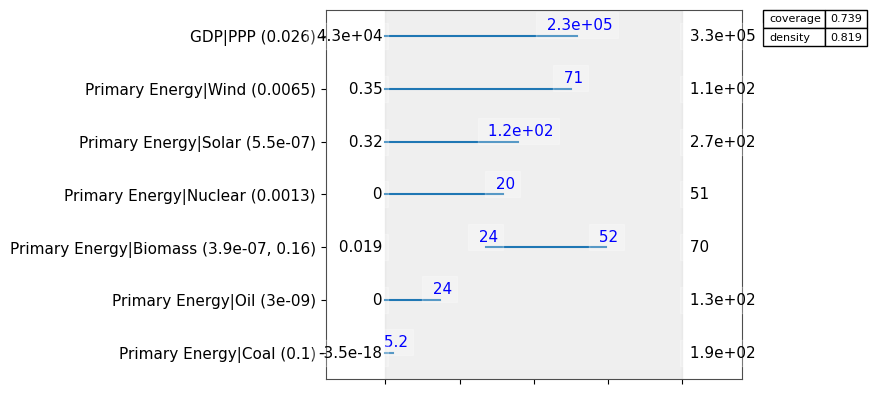 GDP|PPP (0.026) 4.3e+04 2.3e+05 3.3e+05 coverage 0.739
density 0.819
Primary Energy|Wind (0.0065) 0.35 71 1.1e+02
Primary Energy|Solar (5.5e-07) 0.32 1.2e+02 2.7e+02
Primary Energy|Nuclear (0.0013) 0 20 51
Primary Energy|Biomass (3.9e-07, 0.16) 0.019 24 52 70
Primary Energy|Oil (3e-09) 0 24 1.3e+02
Primary Energy|Coal (0.1) -3.5e-18 5.2 1.9e+02